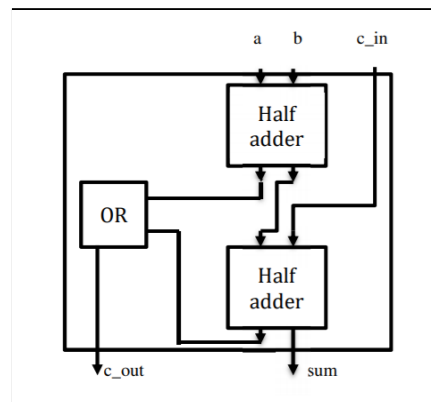 a b c_in
Half
adder
OR
Half
adder
c_out sum